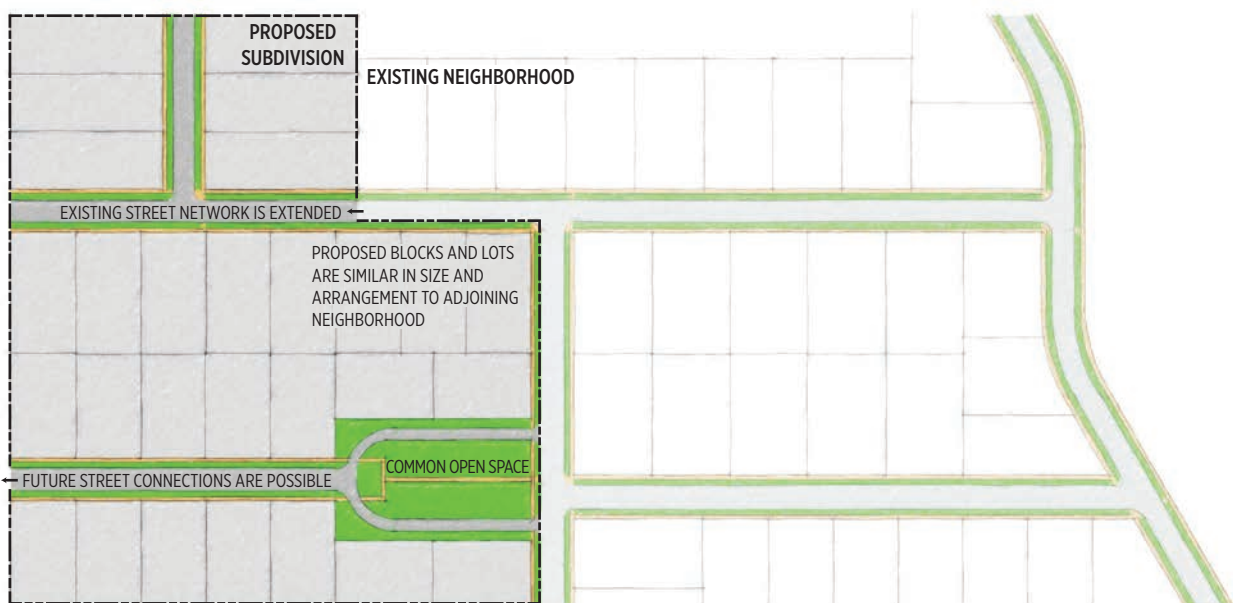 PROPOSED
SUBDIVISION
EXISTING NEIGHBORHOOD
EXISTING STREET NETWORK IS EXTENDED
PROPOSED BLOCKS AND LOTS
ARE SIMILAR IN SIZE AND
ARRANGEMENT TO ADJOINING
NEIGHBORHOOD
COMMON OPEN SPACE
FUTURE STREET CONNECTIONS ARE POSSIBLE